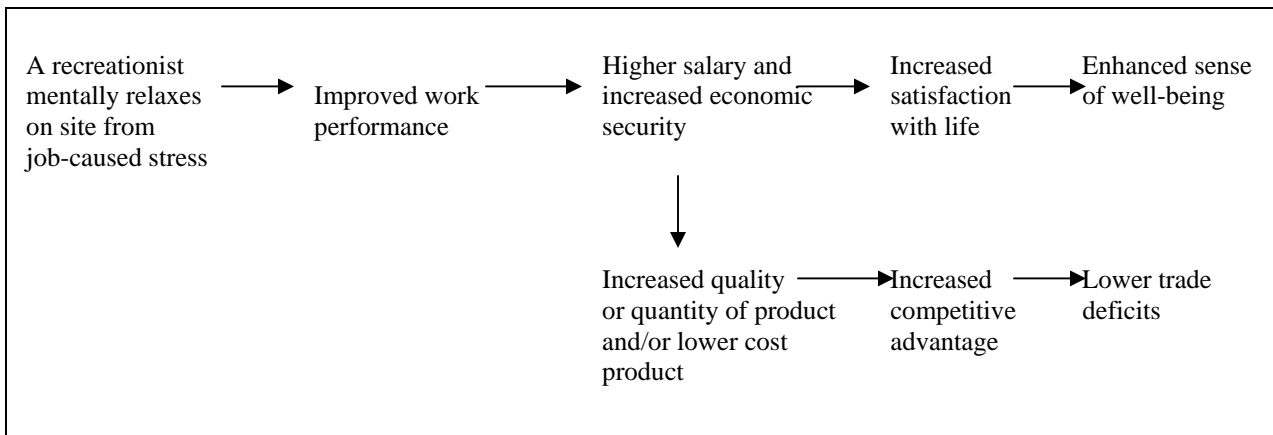 A recreationist
mentally relaxes
on site from
job-caused stress
Improved work
performance
Higher salary and
increased economic
security
Increased
satisfaction
with life
Enhanced sense
of well-being
Increased quality
or quantity of product
and/or lower cost
product
Increased
competitive
advantage
Lower trade
deficits